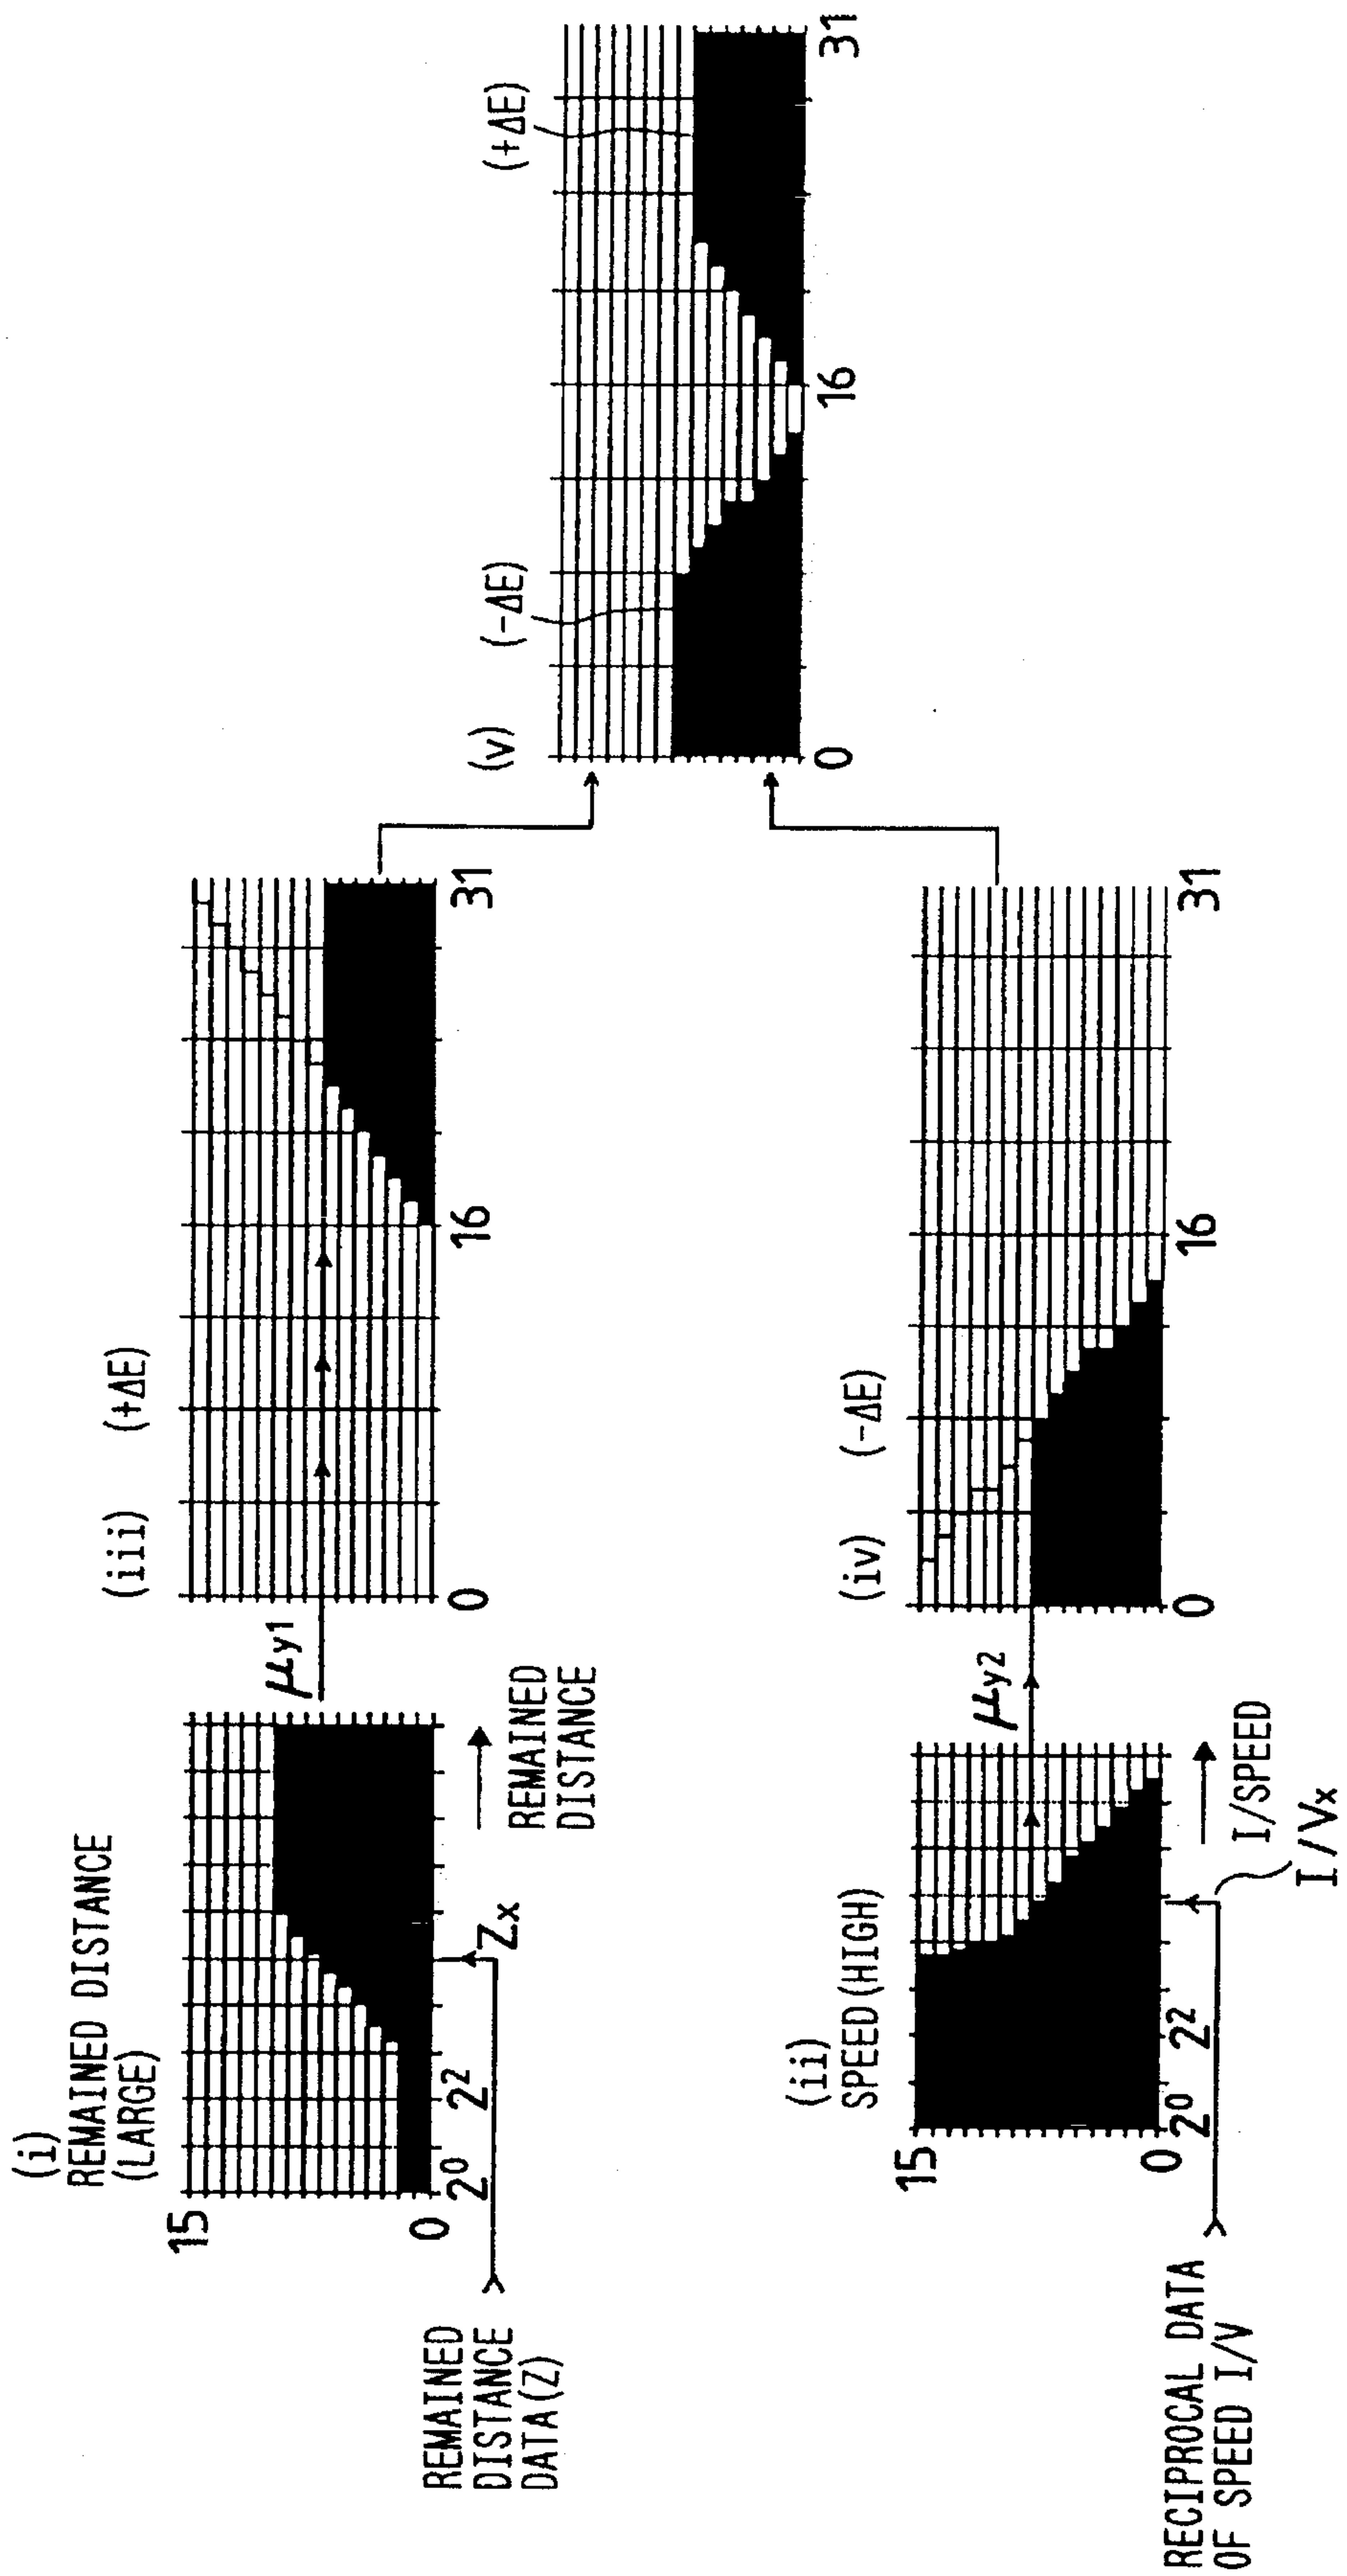 (i)
REMAINED DISTANCE
(LARGE)
15
0
2⁰ 2²
Zx
REMAINED
DISTANCE
REMAINED
DISTANCE
DATA(Z)
μy1
(iii) (+ΔE)
0 16 31
(ii)
SPEED(HIGH)
15
0
2⁰ 2²
I/SPEED
I/Vx
RECIPROCAL DATA
OF SPEED I/V
μy2
(iv) (-ΔE)
0 16 31
(v) (-ΔE) (+ΔE)
0 16 31